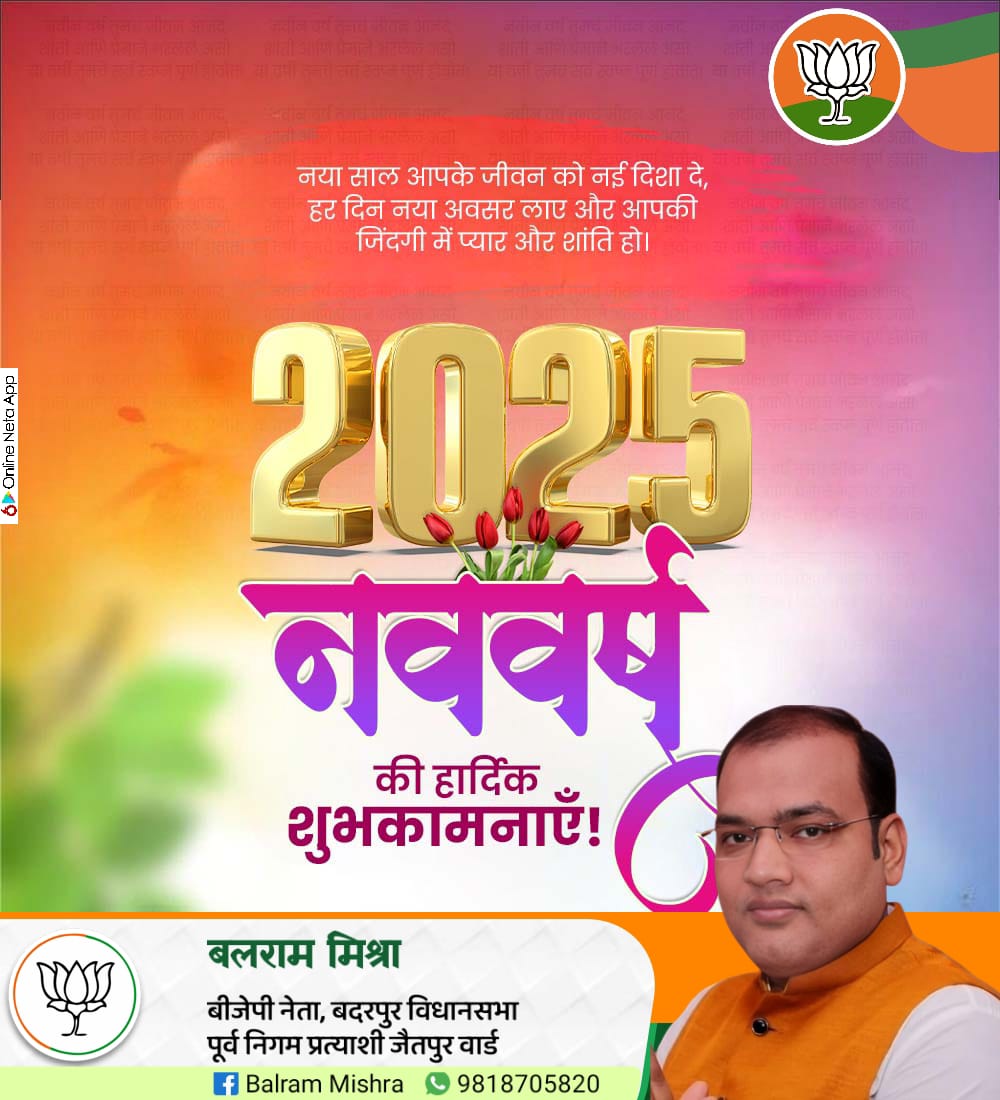 नया साल आपके जीवन को नई दिशा दे,
हर दिन नया अवसर लाए और आपकी
जिंदगी में प्यार और शांति हो।
2025
Online Neta App
नववर्ष
की हार्दिक
शुभकामनाएँ!
बलराम मिश्रा
बीजेपी नेता, बदरपुर विधानसभा
पूर्व निगम प्रत्याशी जैतपुर वार्ड
Balram Mishra 9818705820